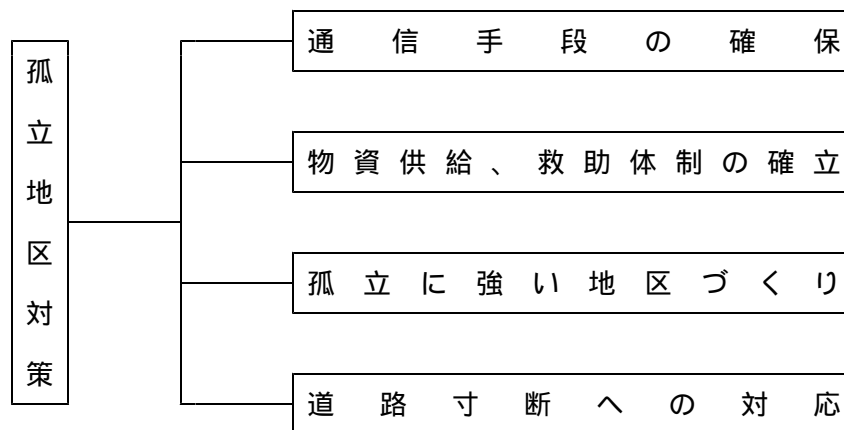 孤立地区対策
通信手段の確保
物資供給、救助体制の確立
孤立に強い地区づくり
道路寸断への対応